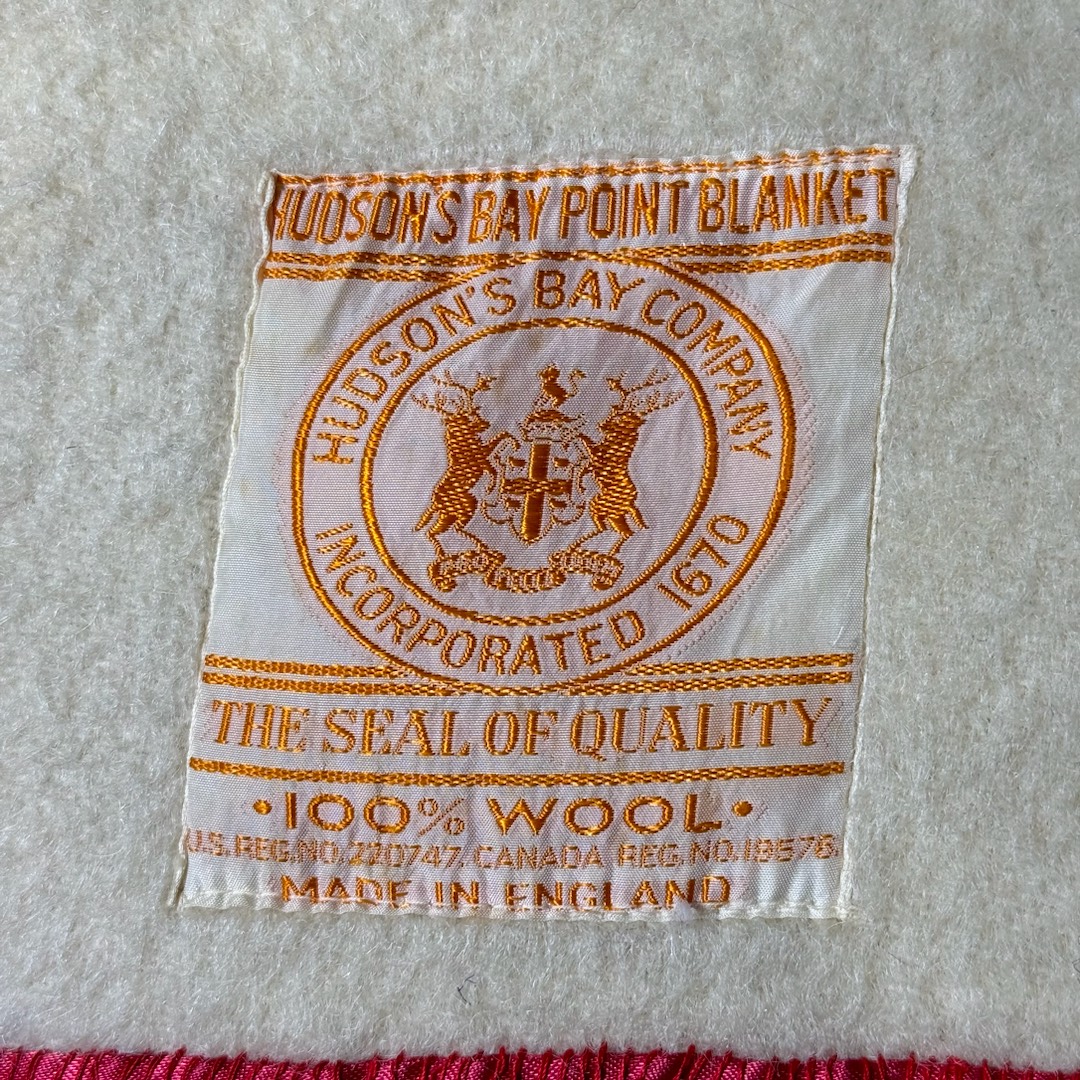 HUDSON'S BAY POINT BLANKET
HUDSON'S BAY COMPANY
INCORPORATED 1670
THE SEAL OF QUALITY
•100% WOOL•
U.S. REG. NO. 220747. CANADA REG. NO. 19576.
MADE IN ENGLAND